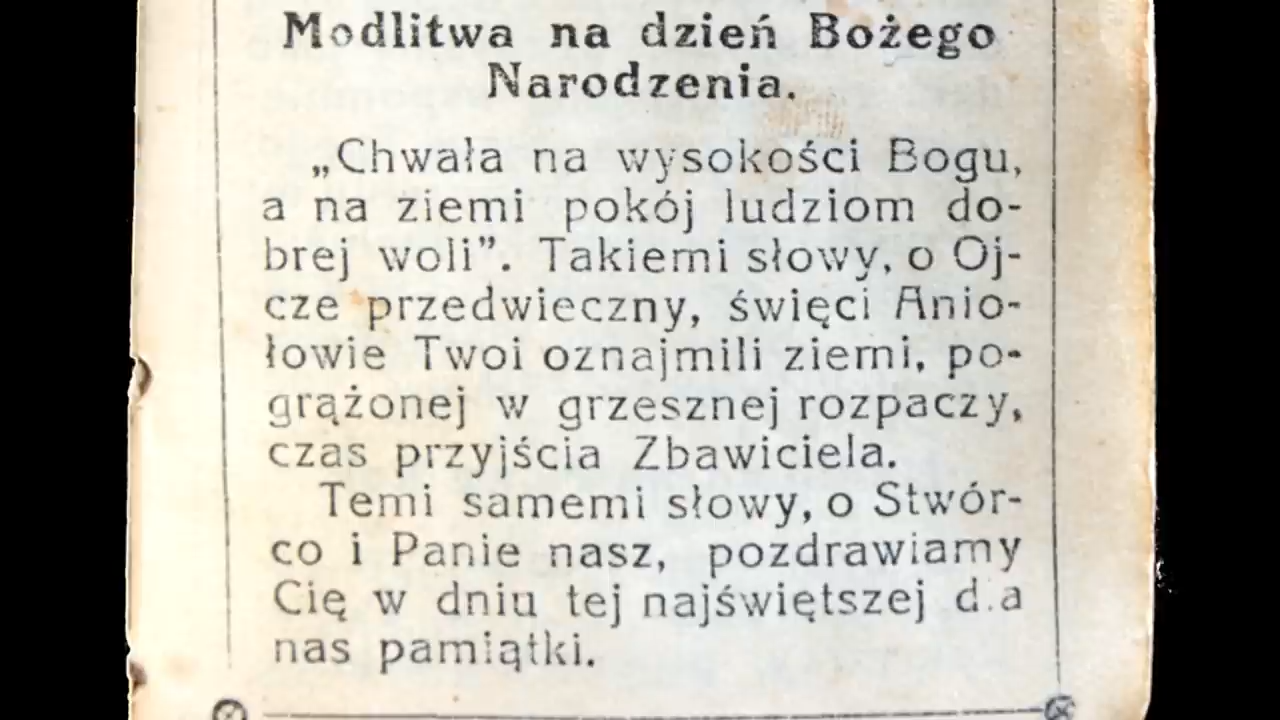 Modlitwa na dzień Bożego
Narodzenia.
„Chwała na wysokości Bogu,
a na ziemi pokój ludziom do-
brej woli”. Takiemi słowy, o Oj-
cze przedwieczny, święci Anio-
łowie Twoi oznajmili ziemi, po-
grążonej w grzesznej rozpaczy,
czas przyjścia Zbawiciela.
Temi samemi słowy, o Stwór-
co i Panie nasz, pozdrawiamy
Cię w dniu tej najświętszej d.a
nas pamiątki.